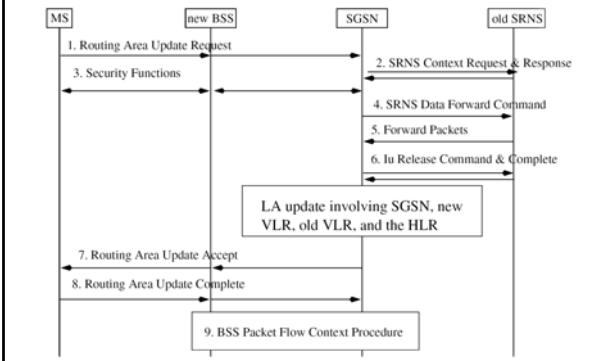 MS
new BSS
SGSN
old SRNS
1. Routing Area Update Request
2. SRNS Context Request & Response
3. Security Functions
4. SRNS Data Forward Command
5. Forward Packets
6. Iu Release Command & Complete
LA update involving SGSN, new
VLR, old VLR, and the HLR
7. Routing Area Update Accept
8. Routing Area Update Complete
9. BSS Packet Flow Context Procedure